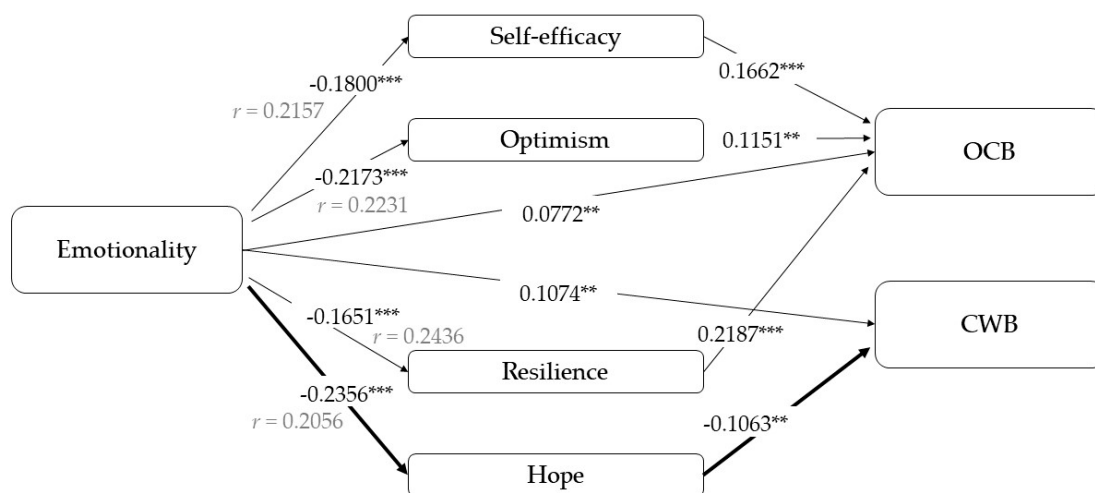 Self-efficacy
-0.1800***
0.1662***
r = 0.2157
Optimism
0.1151**
OCB
-0.2173***
r = 0.2231
0.0772**
Emotionality
0.1074**
-0.1651***
r = 0.2436
0.2187***
CWB
Resilience
-0.2356***
r = 0.2056
-0.1063**
Hope